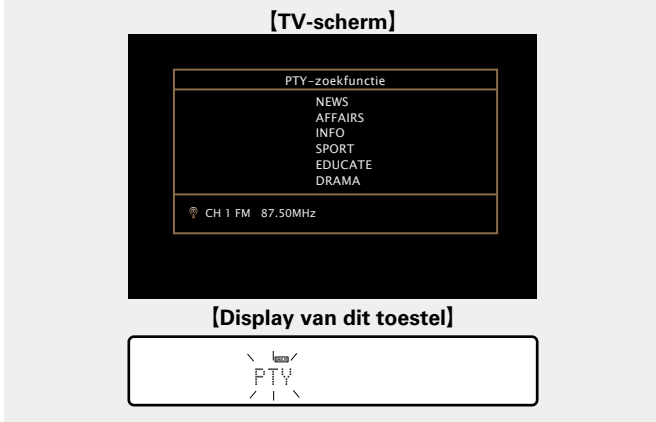 【TV-scherm】
PTY-zoekfunctie
NEWS
AFFAIRS
INFO
SPORT
EDUCATE
DRAMA
CH 1 FM 87.50MHz
【Display van dit toestel】
PTY